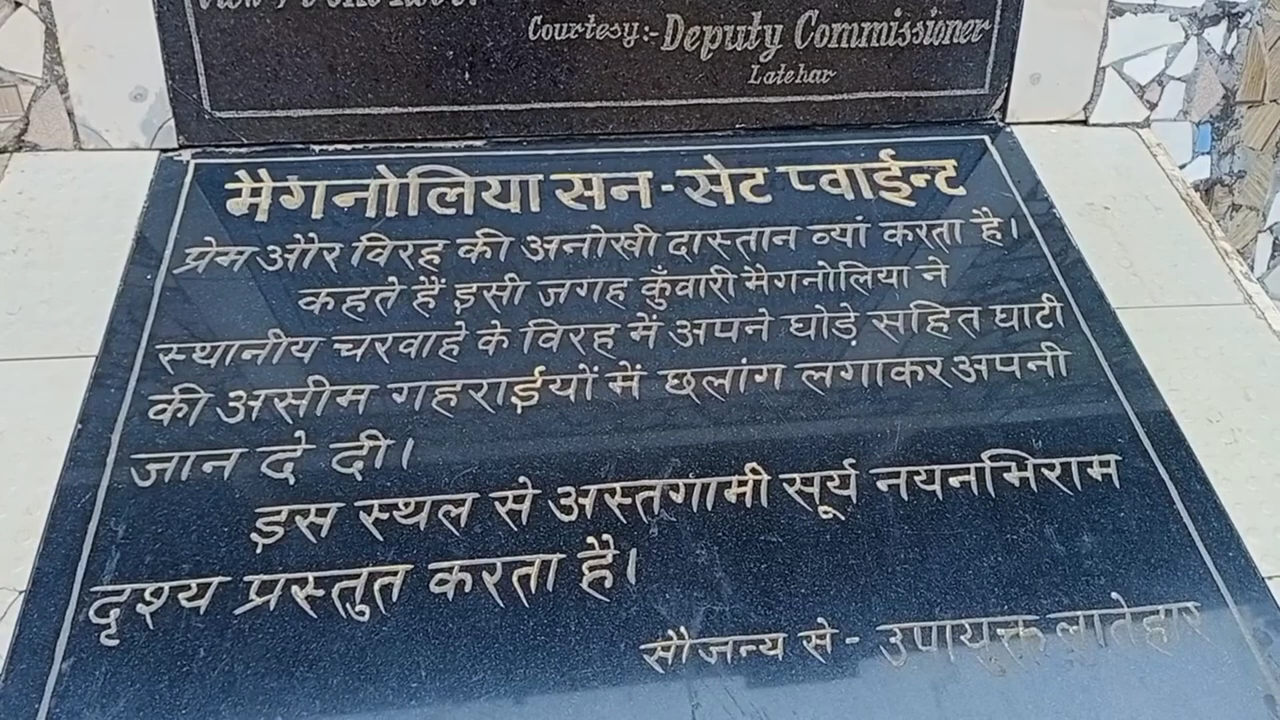 Courtesy:- Deputy Commissioner
Latehar
मैगनोलिया सन-सेट प्वाईन्ट
प्रेम और विरह की अनोखी दास्तान व्यां करता है।
कहते हैं इसी जगह कुँवारी मैगनोलिया ने
स्थानीय चरवाहे के विरह में अपने घोड़े सहित घाटी
की असीम गहराईयों में छलांग लगाकर अपनी
जान दे दी।
इस स्थल से अस्तगामी सूर्य नयनभिराम
दृश्य प्रस्तुत करता है।
सौजन्य से - उपायुक्त लातेहार